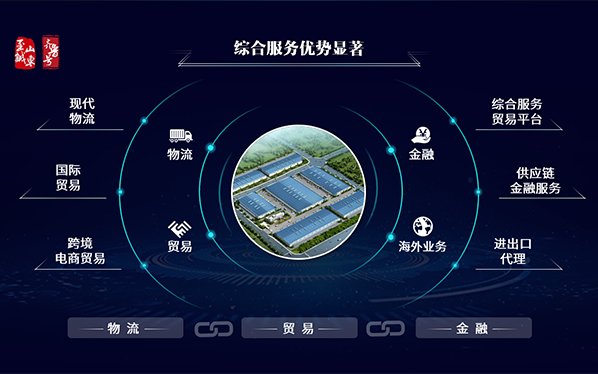 至诚
山东
齐鲁号
综合服务优势显著
现代
物流
国际
贸易
跨境
电商贸易
物流
贸易
金融
海外业务
综合服务
贸易平台
供应链
金融服务
进出口
代理
物流
贸易
金融